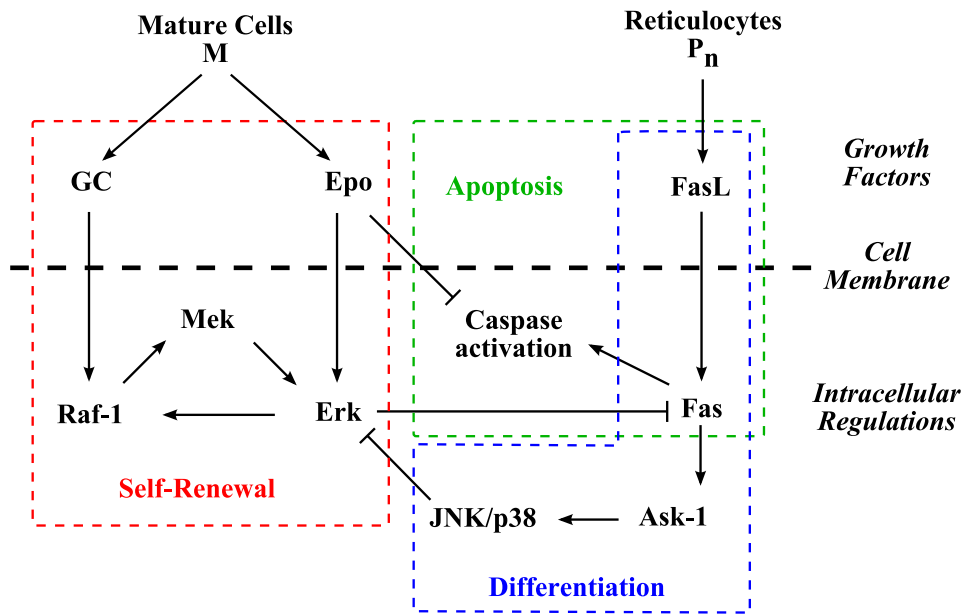 Mature Cells
M
Reticulocytes
Pn
GC
Epo
Apoptosis
FasL
Growth
Factors
Cell
Membrane
Mek
Caspase
activation
Raf-1
Erk
Fas
Intracellular
Regulations
Self-Renewal
JNK/p38
Ask-1
Differentiation